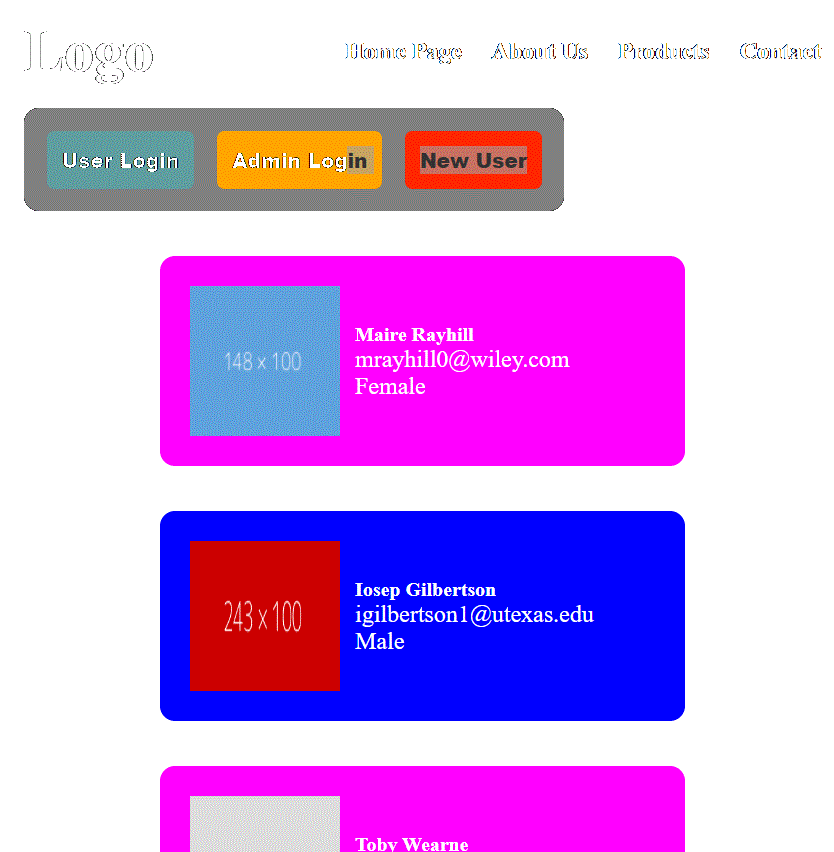 Logo
Home Page About Us Products Contact
User Login Admin Login New User
148 x 100
Maire Rayhill
mrayhill0@wiley.com
Female
243 x 100
Iosep Gilbertson
igilbertson1@utexas.edu
Male
Toby Wearne